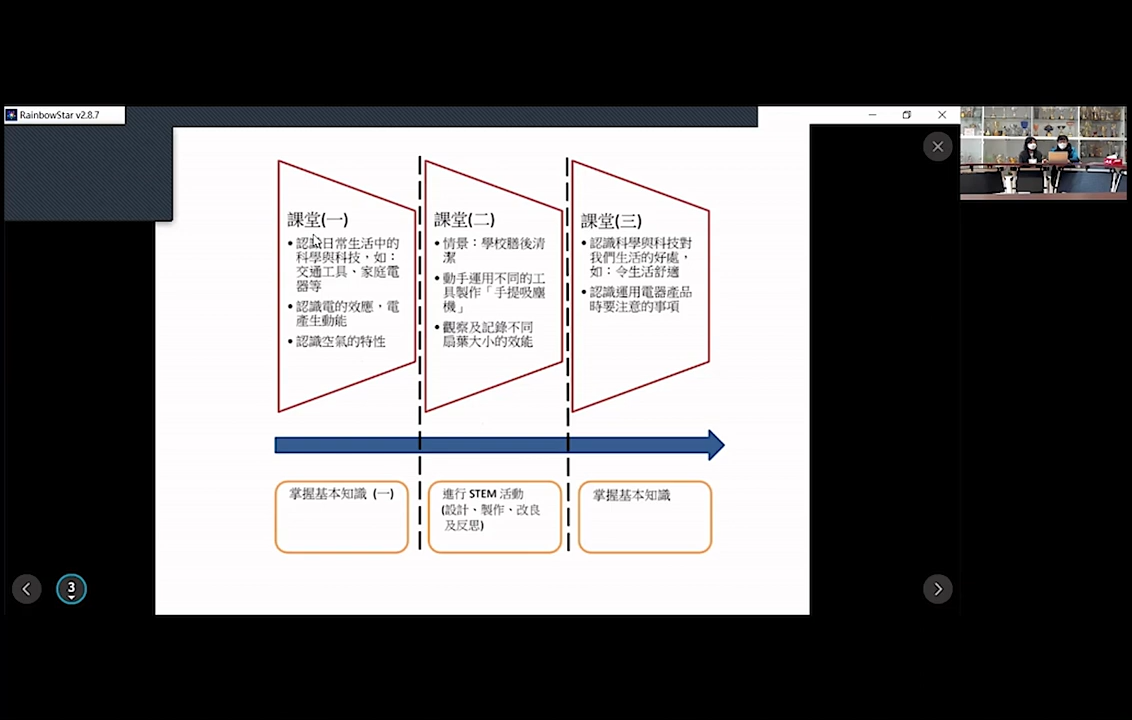 RainbowStar v2.8.7
課堂(一)
• 認識日常生活中的
科學與科技，如：
交通工具、家庭電
器等
• 認識電的效應，電
產生動能
• 認識空氣的特性
課堂(二)
• 情景：學校膳後清
潔
• 動手運用不同的工
具製作「手提吸塵
機」
• 觀察及記錄不同
扇葉大小的效能
課堂(三)
• 認識科學與科技對
我們生活的好處，
如：令生活舒適
• 認識運用電器產品
時要注意的事項
掌握基本知識 (一)
進行 STEM 活動
(設計、製作、改良
及反思)
掌握基本知識
3